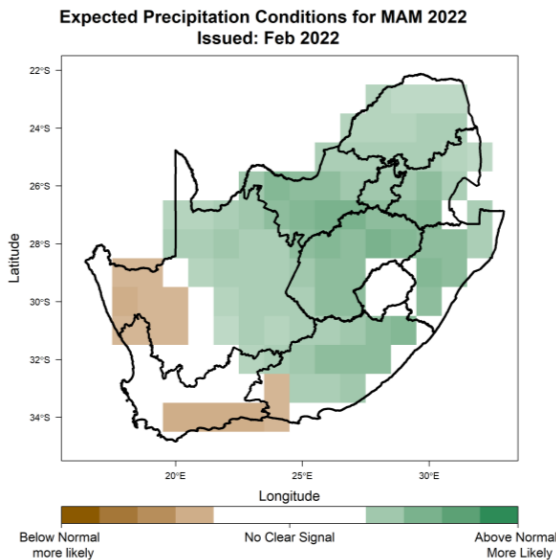 Expected Precipitation Conditions for MAM 2022
Issued: Feb 2022
22°S
24°S
26°S
28°S
30°S
32°S
34°S
Latitude
20°E
25°E
30°E
Longitude
Below Normal
more likely
No Clear Signal
Above Normal
More Likely